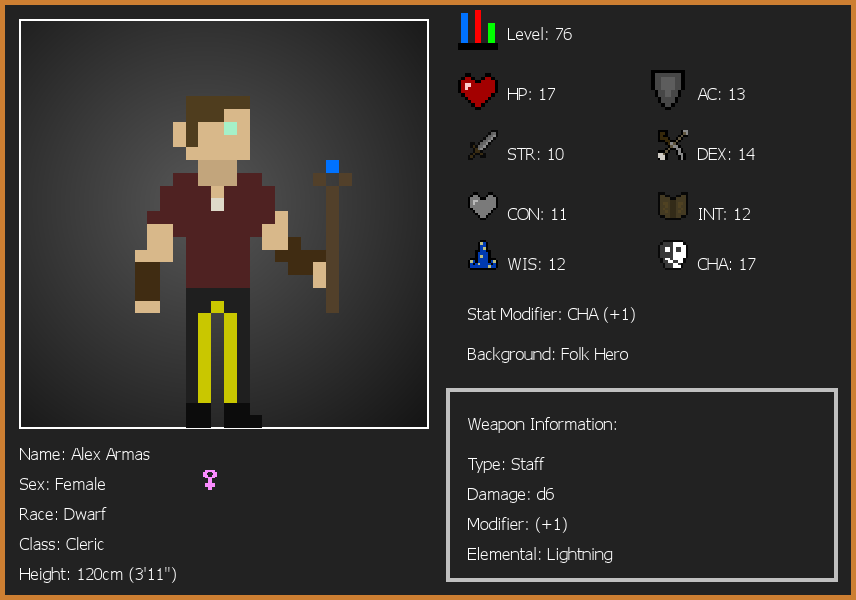 Level: 76
HP: 17
AC: 13
STR: 10
DEX: 14
CON: 11
INT: 12
WIS: 12
CHA: 17
Stat Modifier: CHA (+1)
Background: Folk Hero
Weapon Information:
Type: Staff
Damage: d6
Modifier: (+1)
Elemental: Lightning
Name: Alex Armas
Sex: Female
Race: Dwarf
Class: Cleric
Height: 120cm (3'11")